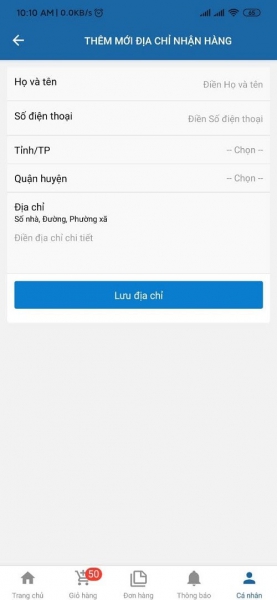 10:10 AM | 0.0KB/s
THÊM MỚI ĐỊA CHỈ NHẬN HÀNG
Họ và tên Điền Họ và tên
Số điện thoại Điền Số điện thoại
Tỉnh/TP -- Chọn --
Quận huyện -- Chọn --
Địa chỉ
Số nhà, Đường, Phường xã
Điền địa chỉ chi tiết
Lưu địa chỉ
50
Trang chủ Giỏ hàng Đơn hàng Thông báo Cá nhân